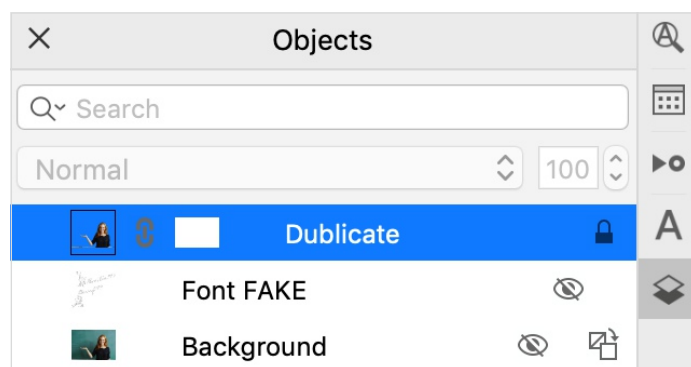 Objects
Search
Normal
100
Dublicate
Font FAKE
Background
A